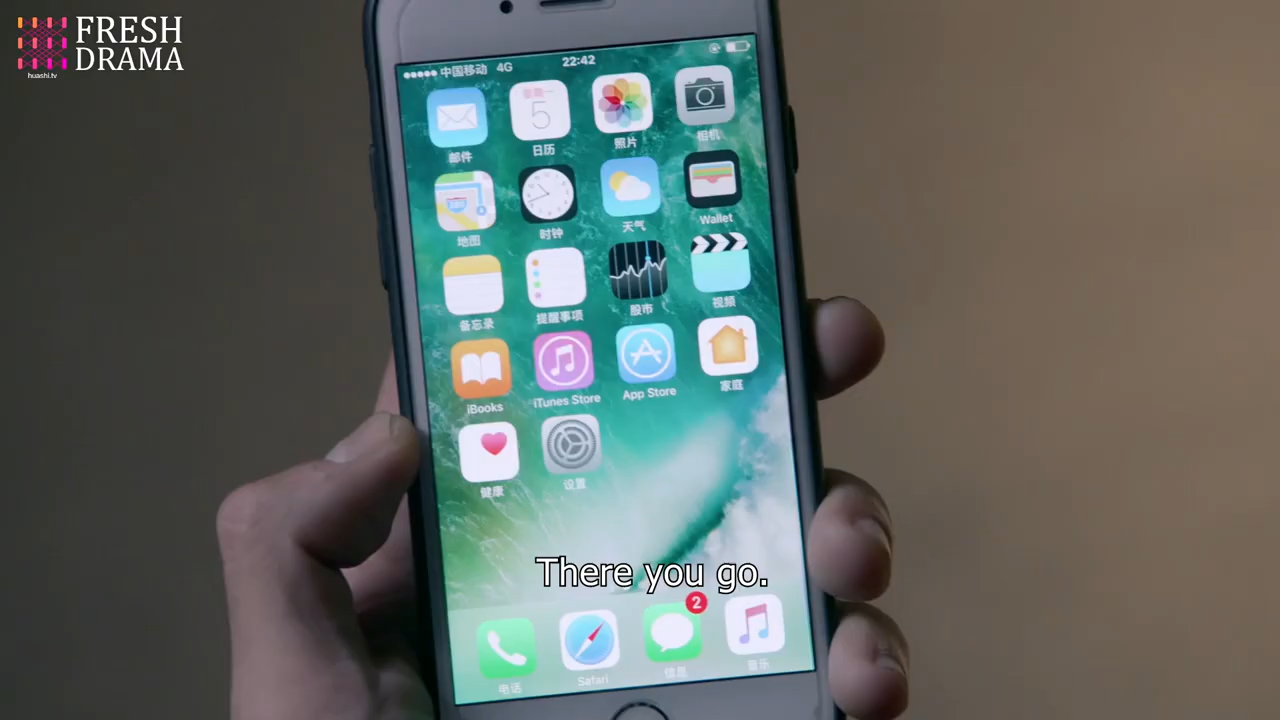 FRESH
DRAMA
huashi.tv
中国移动 4G 22:42
星期一
5
邮件 日历 照片 相机
地图 时钟 天气 Wallet
备忘录 提醒事项 股市 视频
iBooks iTunes Store App Store 家庭
健康 设置
There you go.
2
电话 Safari 信息 音乐